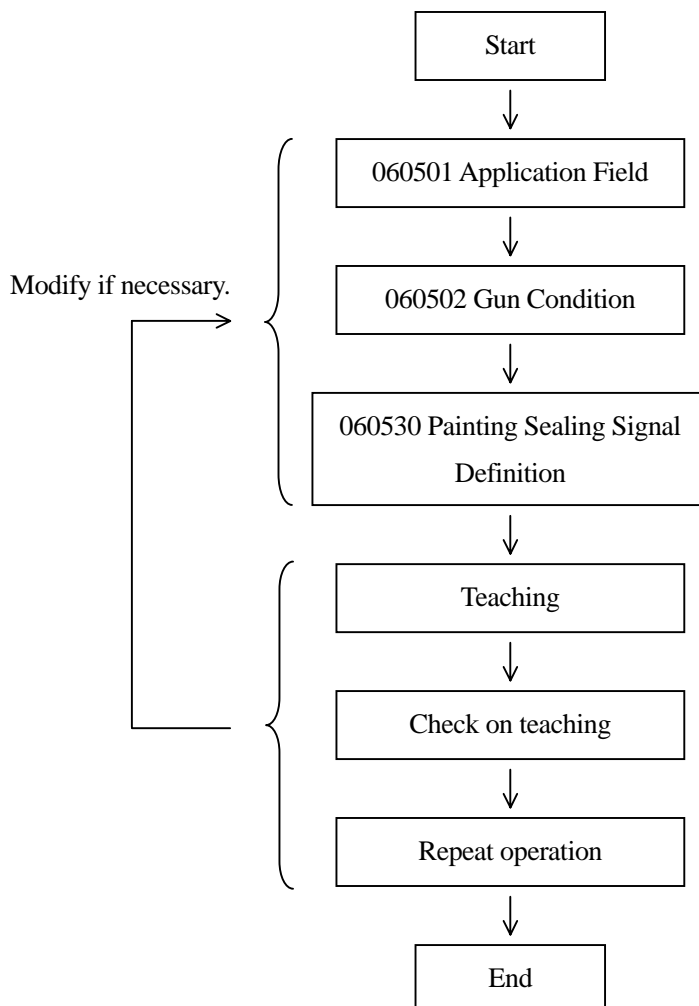 Start
060501 Application Field
Modify if necessary.
060502 Gun Condition
060530 Painting Sealing Signal
Definition
Teaching
Check on teaching
Repeat operation
End